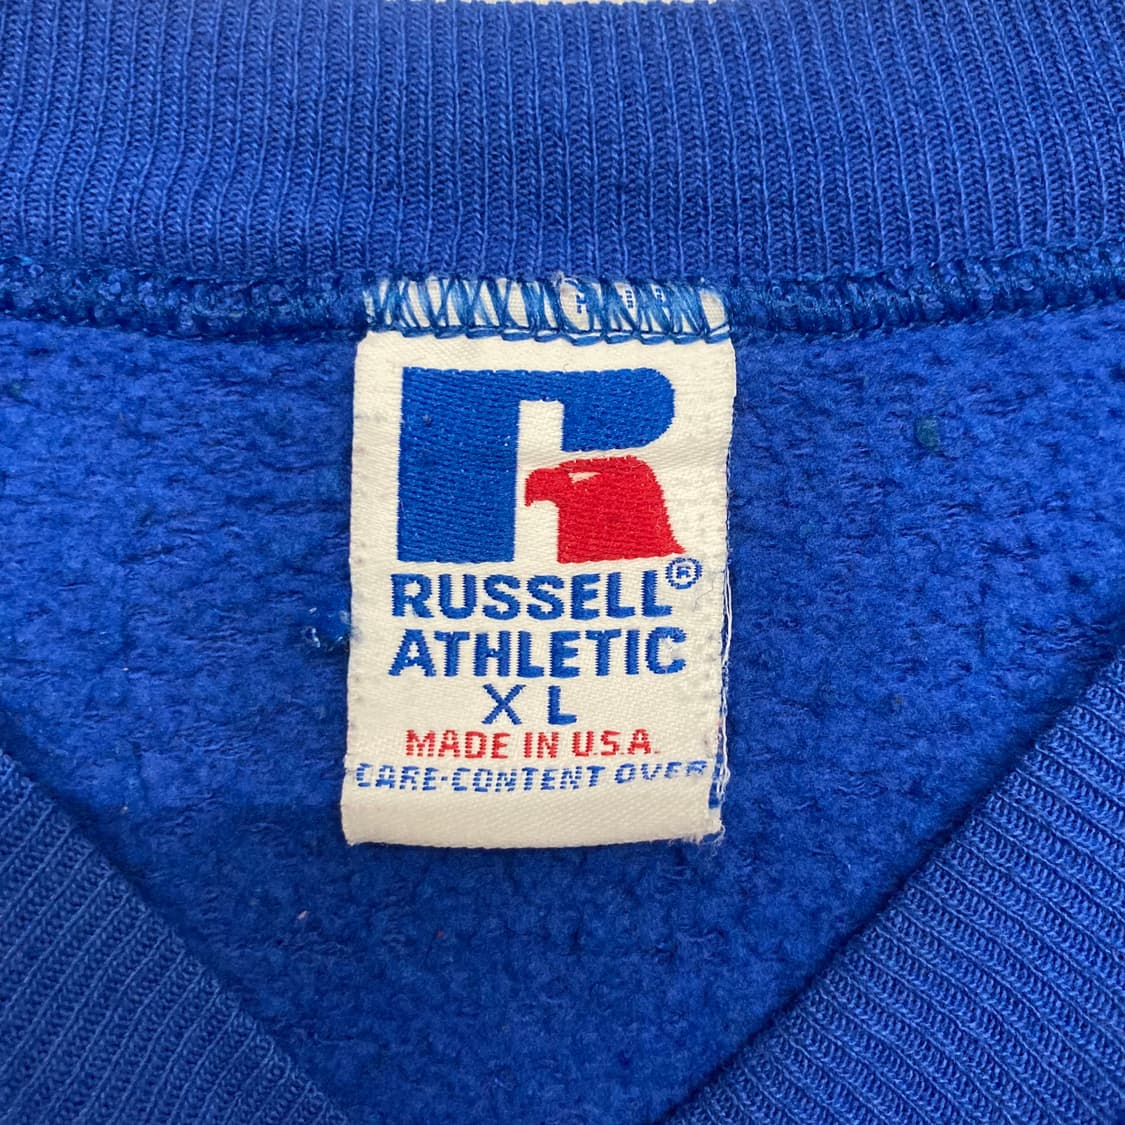 RUSSELL®
ATHLETIC
XL
MADE IN U.S.A.
CARE-CONTENT OVER